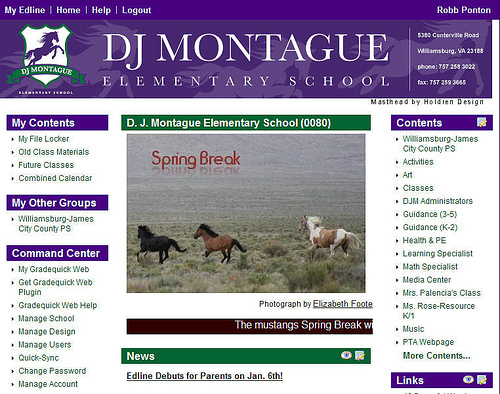 My Edline | Home | Help | Logout
Robb Ponton
DJ MONTAGUE
ELEMENTARY SCHOOL
DJ MONTAGUE
ELEMENTARY SCHOOL
5380 Centerville Road
Williamsburg, VA 23188
phone: 757 258 3022
fax: 757 259 3665
Masthead by Holdren Design
My Contents
My File Locker
Old Class Materials
Future Classes
Combined Calendar
My Other Groups
Williamsburg-James
City County PS
Command Center
My Gradequick Web
Get Gradequick Web
Plugin
Gradequick Web Help
Manage School
Manage Design
Manage Users
Quick-Sync
Change Password
Manage Account
D. J. Montague Elementary School (0080)
Spring Break
Photograph by Elizabeth Foote
The mustangs Spring Break wi
News
Edline Debuts for Parents on Jan. 6th!
Contents
Williamsburg-James
City County PS
Activities
Art
Classes
DJM Administrators
Guidance (3-5)
Guidance (K-2)
Health & PE
Learning Specialist
Math Specialist
Media Center
Mrs. Palencia's Class
Ms. Rose-Resource
K/1
Music
PTA Webpage
More Contents...
Links